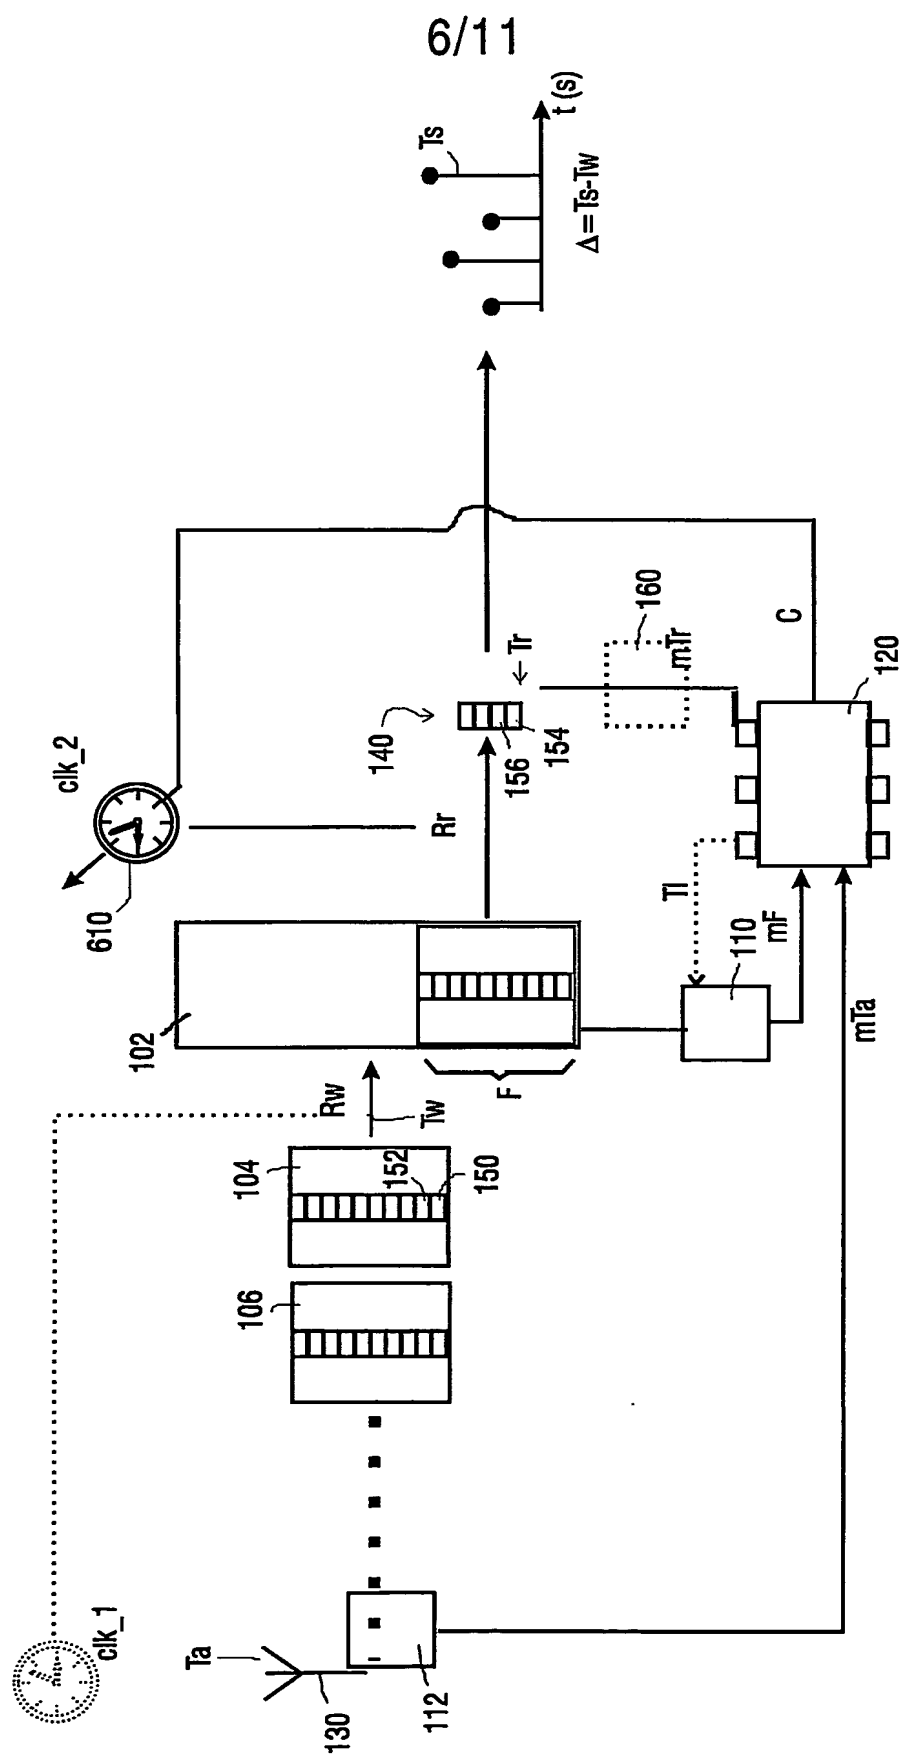 6/11
t (s)
Ts
Δ=Ts-Tw
clk_2
610
140
Tr
156
154
160
mTr
C
120
Rr
102
F
Tl
110
mF
mTa
Rw
Tw
104
152
150
106
clk_1
Ta
130
112